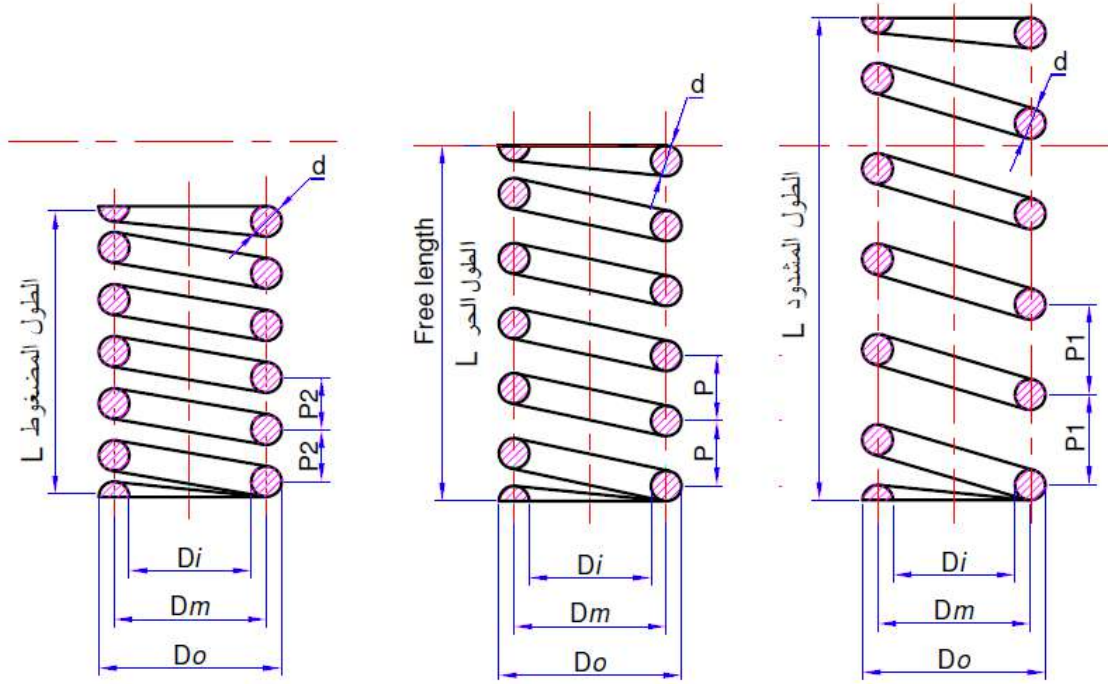 d
L الطول المضغوط
P2
P2
Di
Dm
Do
d
Free length
L الطول الحر
P
P
Di
Dm
Do
d
L الطول المشدود
P1
P1
Di
Dm
Do